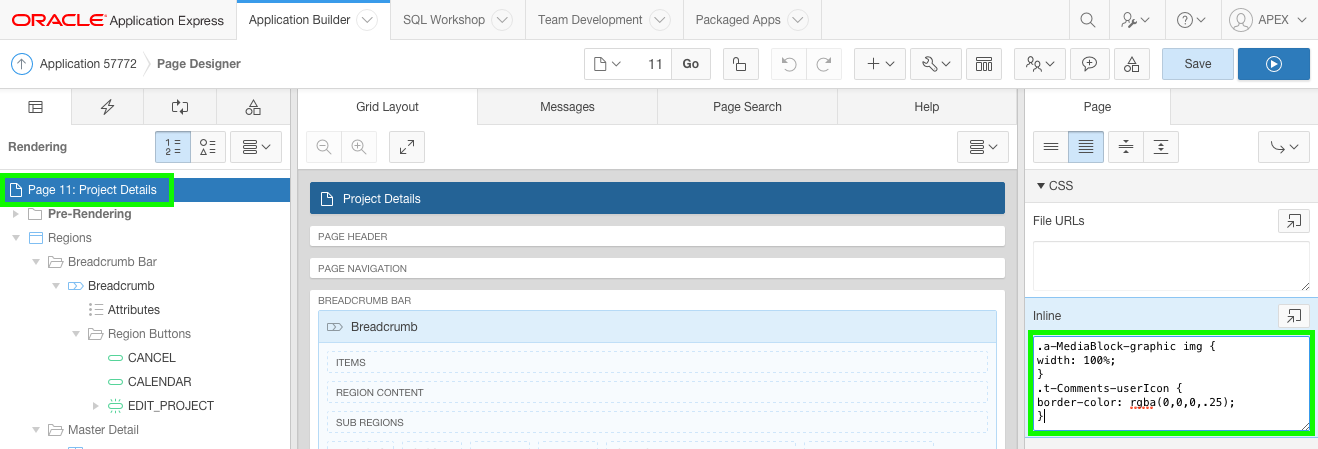 ORACLE Application Express
Application Builder
SQL Workshop
Team Development
Packaged Apps
APEX
Application 57772
Page Designer
11
Go
Save
Grid Layout
Messages
Page Search
Help
Page
Rendering
Page 11: Project Details
Pre-Rendering
Regions
Breadcrumb Bar
Breadcrumb
Attributes
Region Buttons
CANCEL
CALENDAR
EDIT_PROJECT
Master Detail
Project Details
PAGE HEADER
PAGE NAVIGATION
BREADCRUMB BAR
Breadcrumb
ITEMS
REGION CONTENT
SUB REGIONS
CSS
File URLs
Inline
.a-MediaBlock-graphic img {
width: 100%;
}
.t-Comments-userIcon {
border-color: rgba(0,0,0,.25);
}